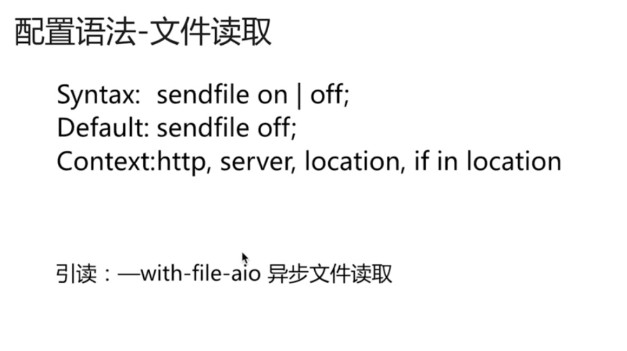 配置语法-文件读取
Syntax: sendfile on | off;
Default: sendfile off;
Context:http, server, location, if in location
引读：—with-file-aio 异步文件读取